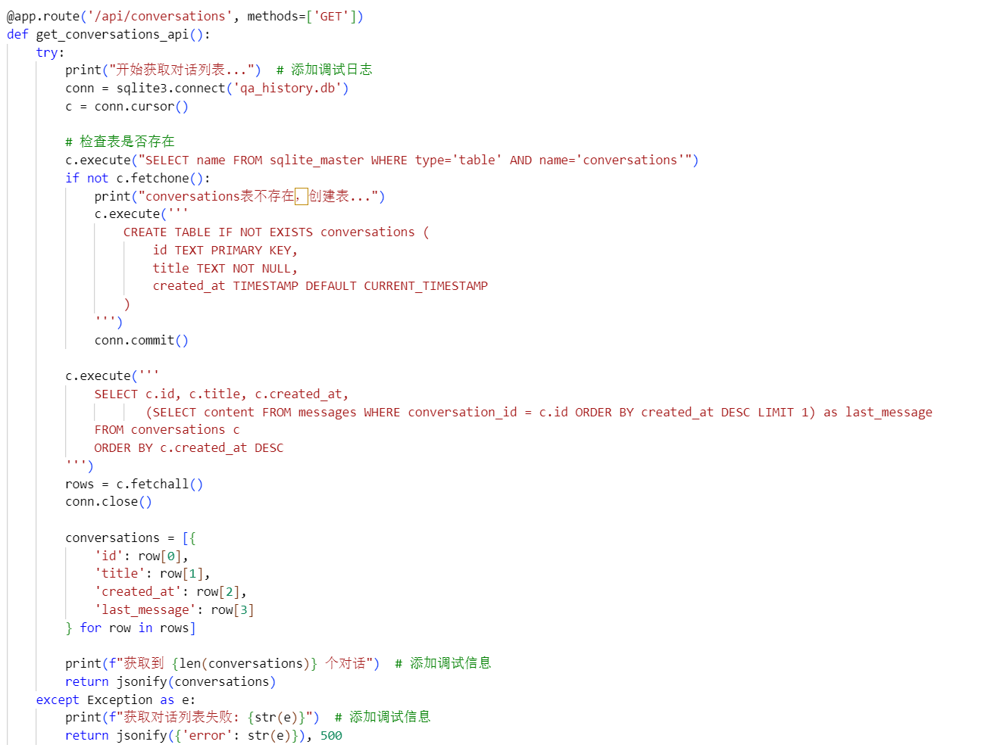 @app.route('/api/conversations', methods=['GET'])
def get_conversations_api():
    try:
        print("开始获取对话列表...")  # 添加调试日志
        conn = sqlite3.connect('qa_history.db')
        c = conn.cursor()

        # 检查表是否存在
        c.execute("SELECT name FROM sqlite_master WHERE type='table' AND name='conversations'")
        if not c.fetchone():
            print("conversations表不存在，创建表...")
            c.execute('''
                CREATE TABLE IF NOT EXISTS conversations (
                    id TEXT PRIMARY KEY,
                    title TEXT NOT NULL,
                    created_at TIMESTAMP DEFAULT CURRENT_TIMESTAMP
                )
            ''')
            conn.commit()

        c.execute('''
            SELECT c.id, c.title, c.created_at,
                   (SELECT content FROM messages WHERE conversation_id = c.id ORDER BY created_at DESC LIMIT 1) as last_message
            FROM conversations c
            ORDER BY c.created_at DESC
        ''')
        rows = c.fetchall()
        conn.close()

        conversations = [{
            'id': row[0],
            'title': row[1],
            'created_at': row[2],
            'last_message': row[3]
        } for row in rows]

        print(f"获取到 {len(conversations)} 个对话")  # 添加调试信息
        return jsonify(conversations)
    except Exception as e:
        print(f"获取对话列表失败: {str(e)}")  # 添加调试信息
        return jsonify({'error': str(e)}), 500